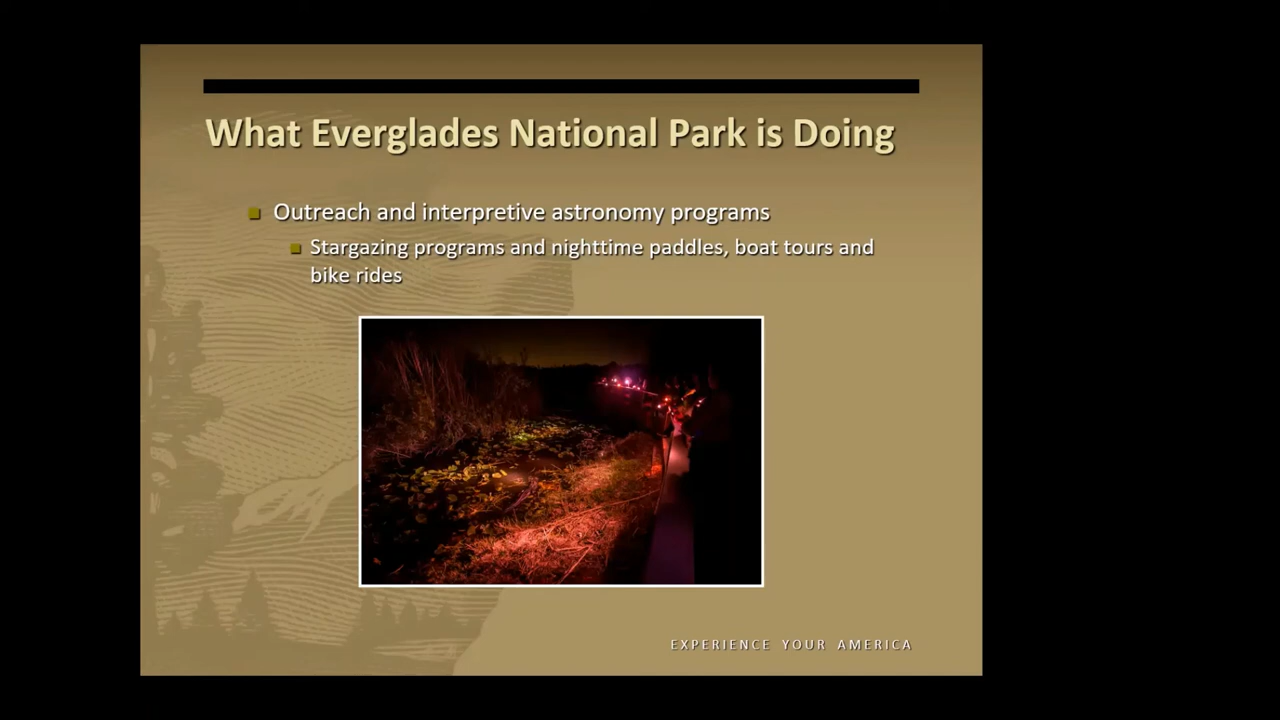 What Everglades National Park is Doing
Outreach and interpretive astronomy programs
Stargazing programs and nighttime paddles, boat tours and
bike rides
EXPERIENCE YOUR AMERICA